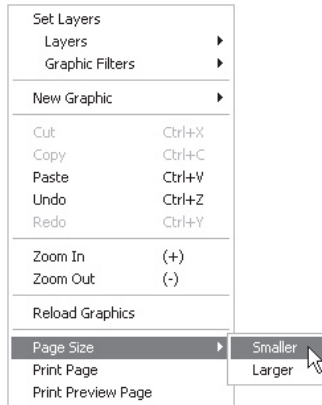 Set Layers
Layers
Graphic Filters
New Graphic
Cut Ctrl+X
Copy Ctrl+C
Paste Ctrl+V
Undo Ctrl+Z
Redo Ctrl+Y
Zoom In (+)
Zoom Out (-)
Reload Graphics
Page Size Smaller
Print Page Larger
Print Preview Page